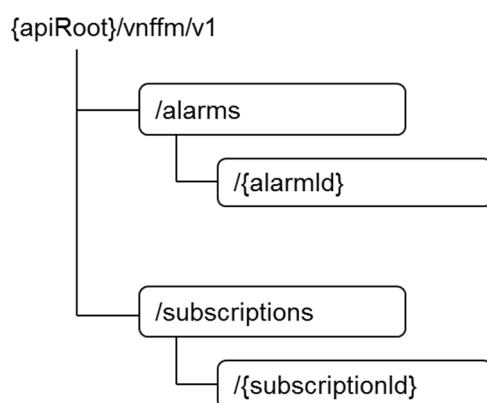 {apiRoot}/vnffm/v1
/alarms
/{alarmId}
/subscriptions
/{subscriptionId}